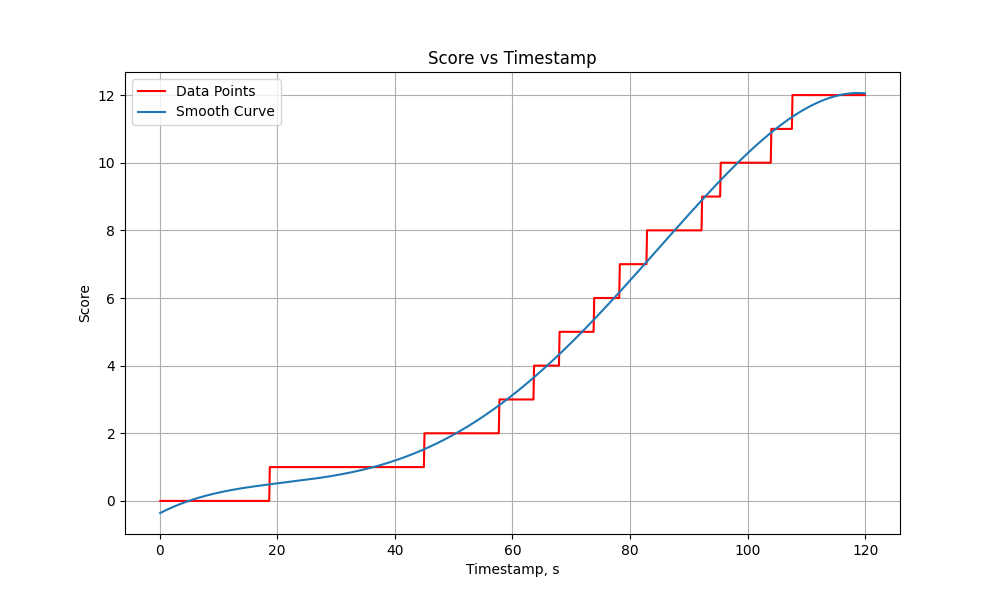 Score vs Timestamp
Data Points
Smooth Curve
12
10
8
6
4
2
0
Score
0 20 40 60 80 100 120
Timestamp, s